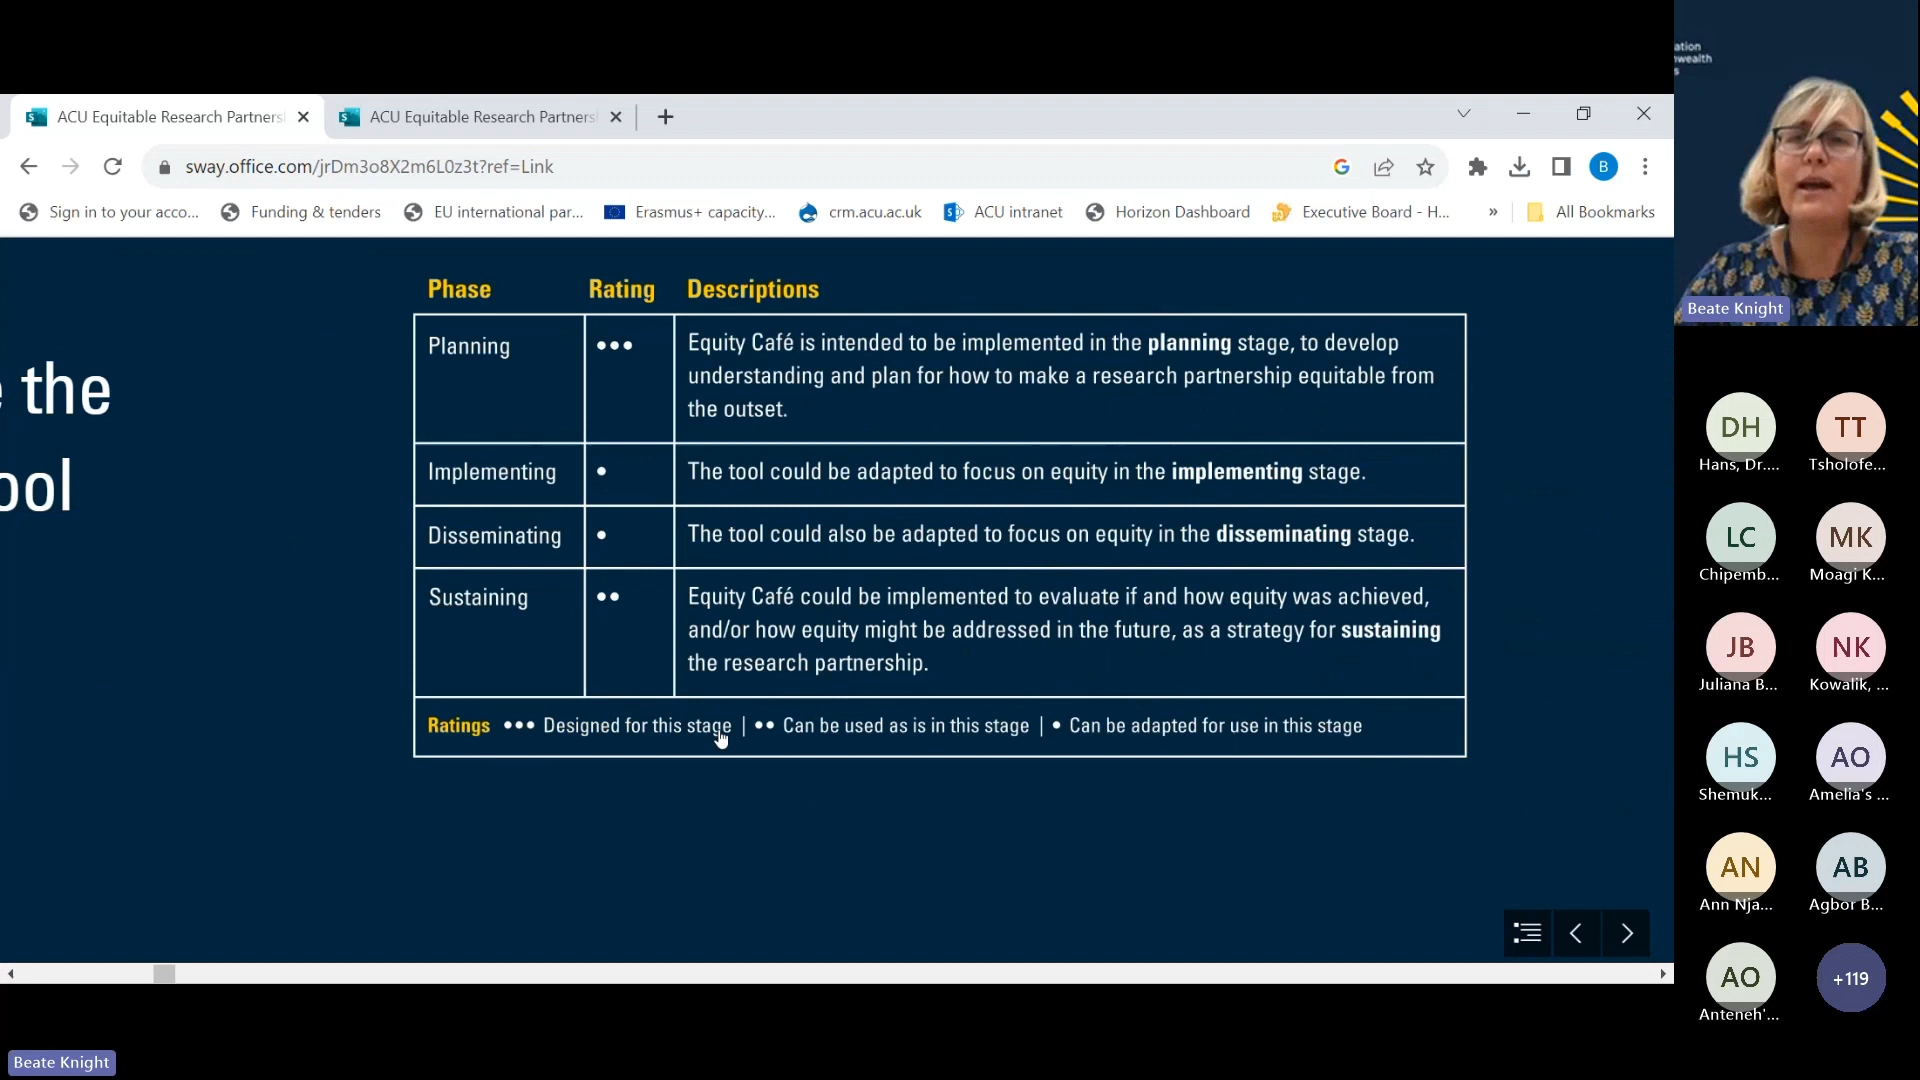 ation
wealth
s
ACU Equitable Research Partners
ACU Equitable Research Partners
sway.office.com/jrDm3o8X2m6L0z3t?ref=Link
B
Sign in to your acco...
Funding & tenders
EU international par...
Erasmus+ capacity...
crm.acu.ac.uk
ACU intranet
Horizon Dashboard
Executive Board - H...
»
All Bookmarks
e the
ool
Phase Rating Descriptions
Planning ●●● Equity Café is intended to be implemented in the planning stage, to develop
understanding and plan for how to make a research partnership equitable from
the outset.
Implementing ● The tool could be adapted to focus on equity in the implementing stage.
Disseminating ● The tool could also be adapted to focus on equity in the disseminating stage.
Sustaining ●● Equity Café could be implemented to evaluate if and how equity was achieved,
and/or how equity might be addressed in the future, as a strategy for sustaining
the research partnership.
Ratings ●●● Designed for this stage | ●● Can be used as is in this stage | ● Can be adapted for use in this stage
Beate Knight
DH TT
Hans, Dr.... Tsholofe...
LC MK
Chipemb... Moagi K...
JB NK
Juliana B... Kowalik, ...
HS AO
Shemuk... Amelia's ...
AN AB
Ann Nja... Agbor B...
AO +119
Anteneh'...
Beate Knight